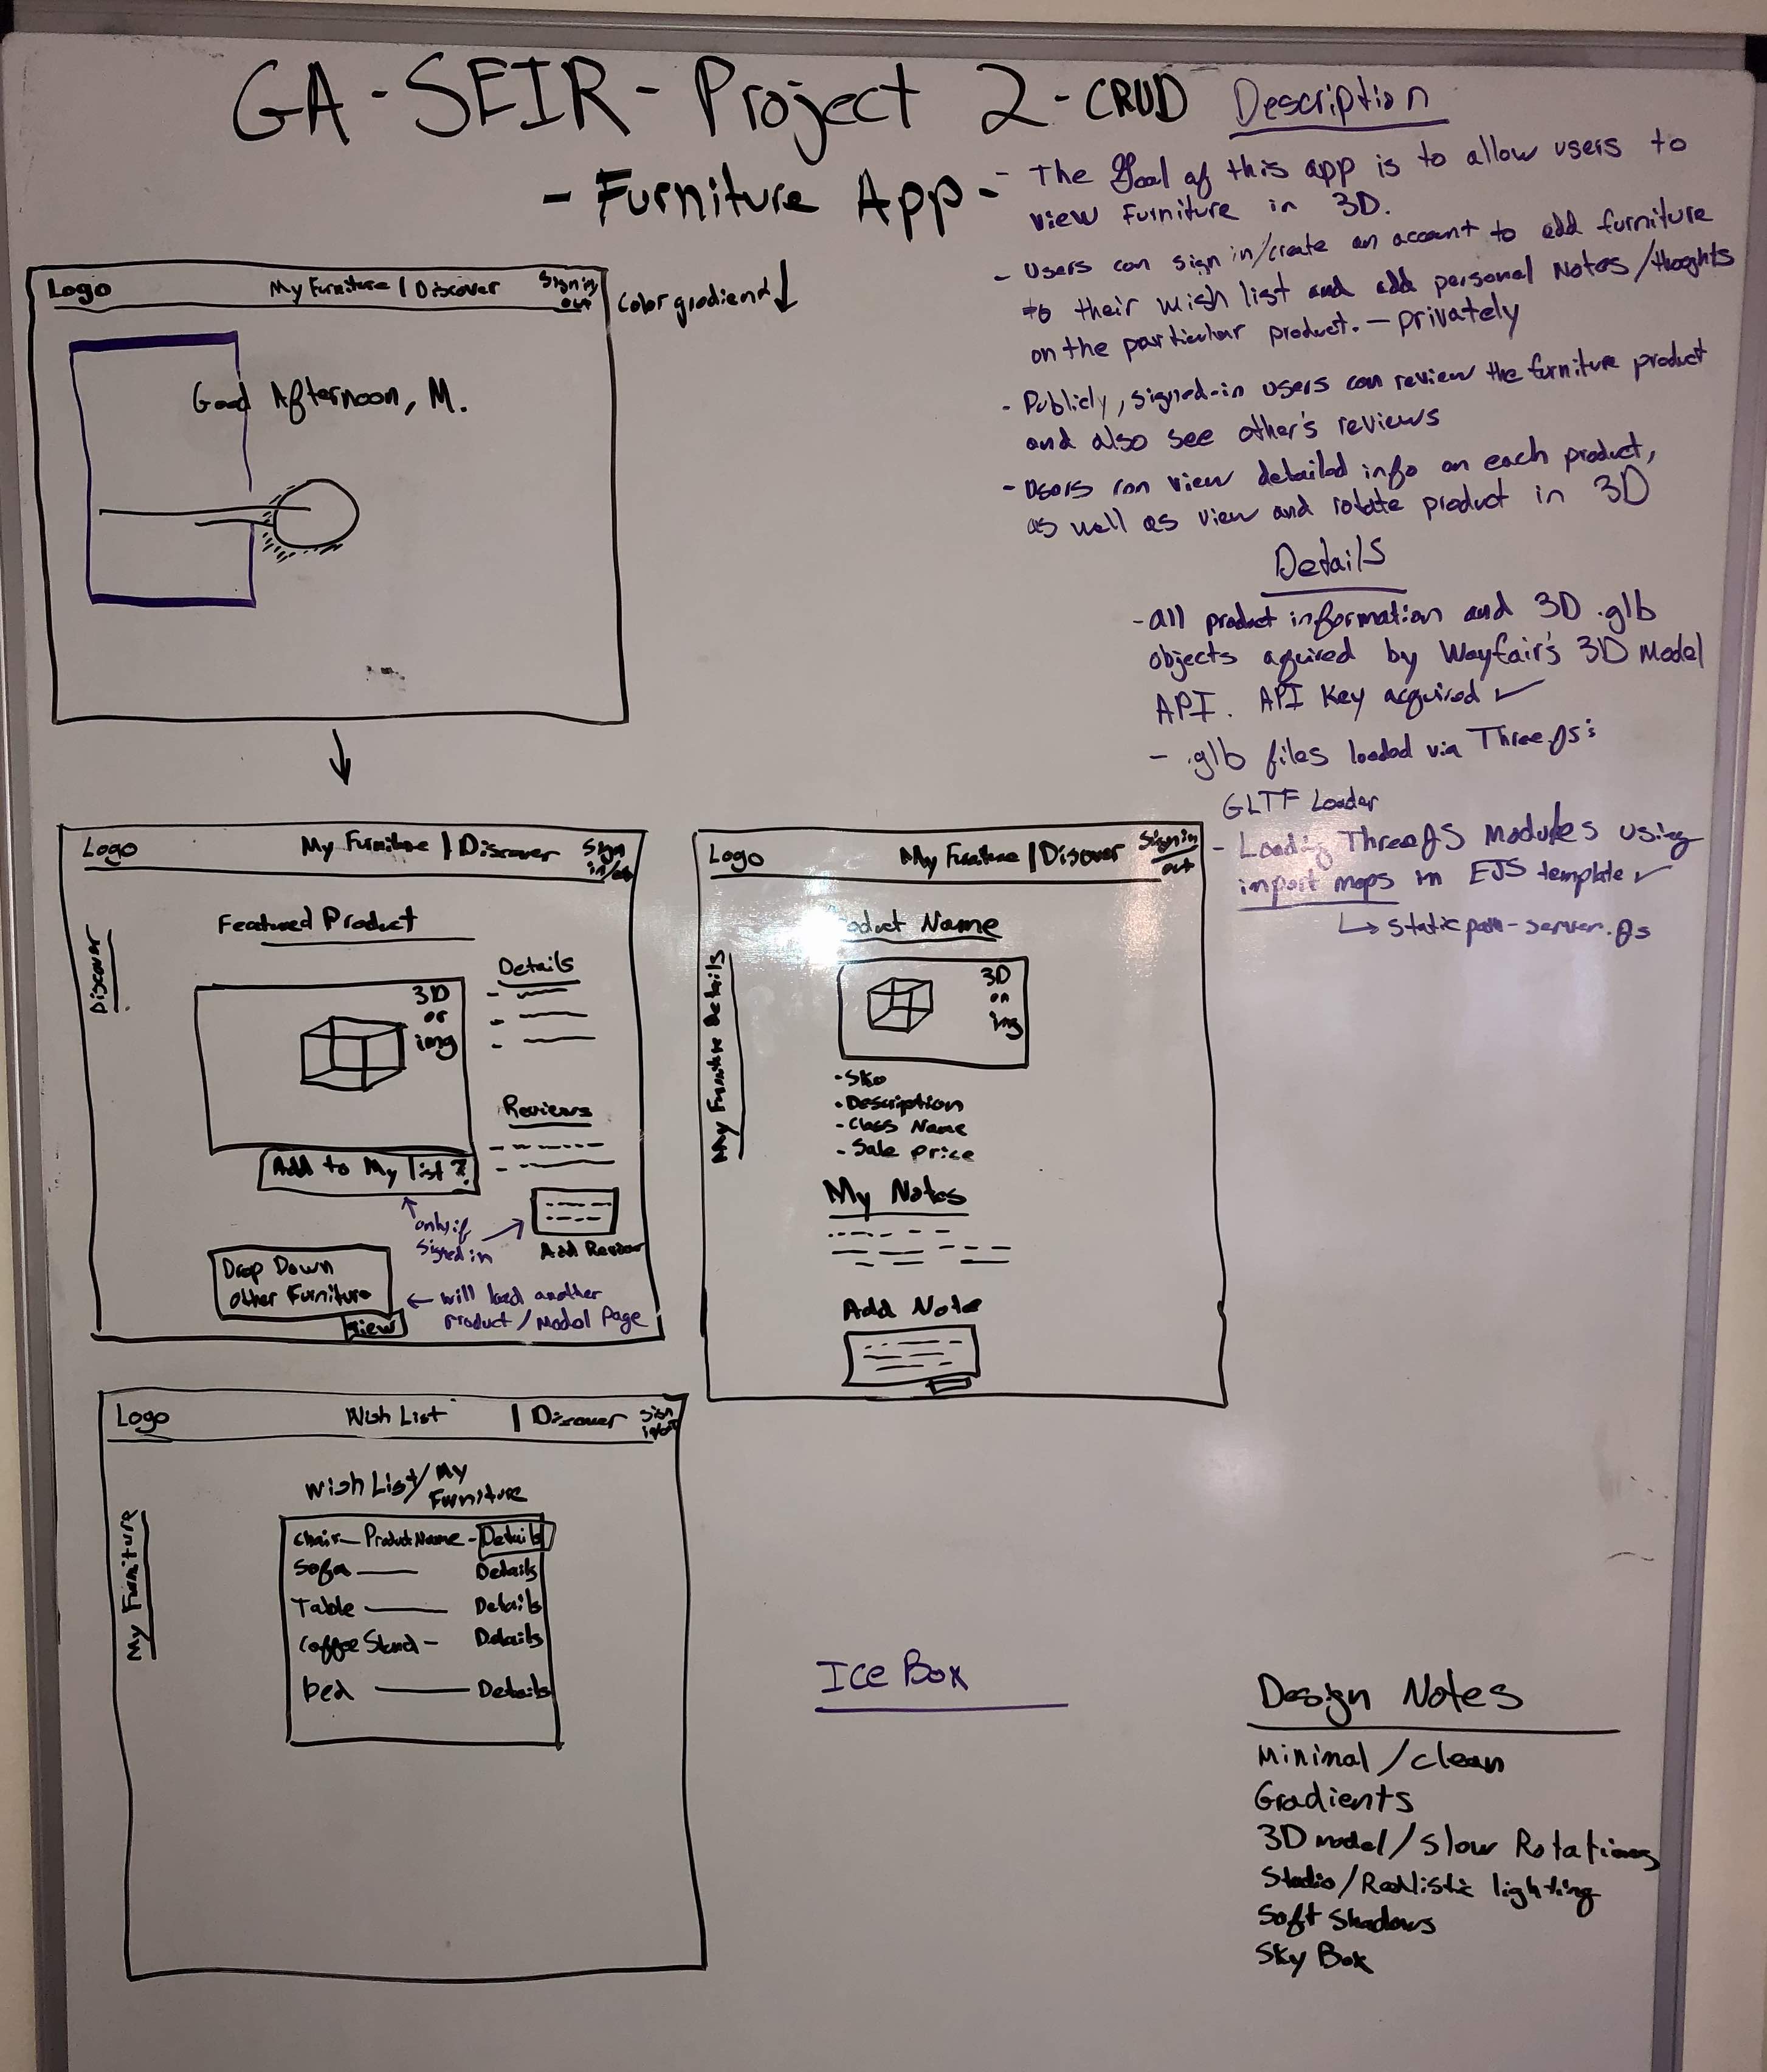 GA - SEIR - Project 2 - CRUD
- Furniture App -
Description
- The Goal of this app is to allow users to
view Furniture in 3D.
- Users can sign in/create an account to add furniture
to their wish list and add personal Notes/thoughts
on the particular product. - privately
- Publicly, signed-in users can review the furniture product
and also see other's reviews
- Users can view detailed info on each product,
as well as view and rotate product in 3D
Details
- all product information and 3D .glb
objects aquired by Wayfair's 3D Model
API. API Key acquired ✓
- .glb files loaded via ThreeJS:
GLTF Loader
- Loading ThreeJS Modules using
import maps in EJS template ✓
↳ static path - server.js
Logo My Furniture | Discover Sign in
out
Color gradient ↓
Good Afternoon, M.
Logo My Furniture | Discover Sign
in/out
Discover
Featured Product
3D
or
img
Details
Reviews
Add to My list ?
only if
signed in
Add Review
Drop Down
Other Furniture
View
← will load another
product / Model Page
Logo My Furniture | Discover Sign in
out
My Furniture Details
Product Name
3D
or
img
- Sku
- Description
- Class Name
- Sale price
My Notes
Add Note
Logo Wish List | Discover sign
in/out
My Furniture
Wish List / My
Furniture
Chair - Product Name - Details
Sofa Details
Table Details
Coffee Stand - Details
bed Details
Ice Box
Design Notes
Minimal / clean
Gradients
3D model / slow Rotations
Studio / Realistic lighting
Soft Shadows
Sky Box